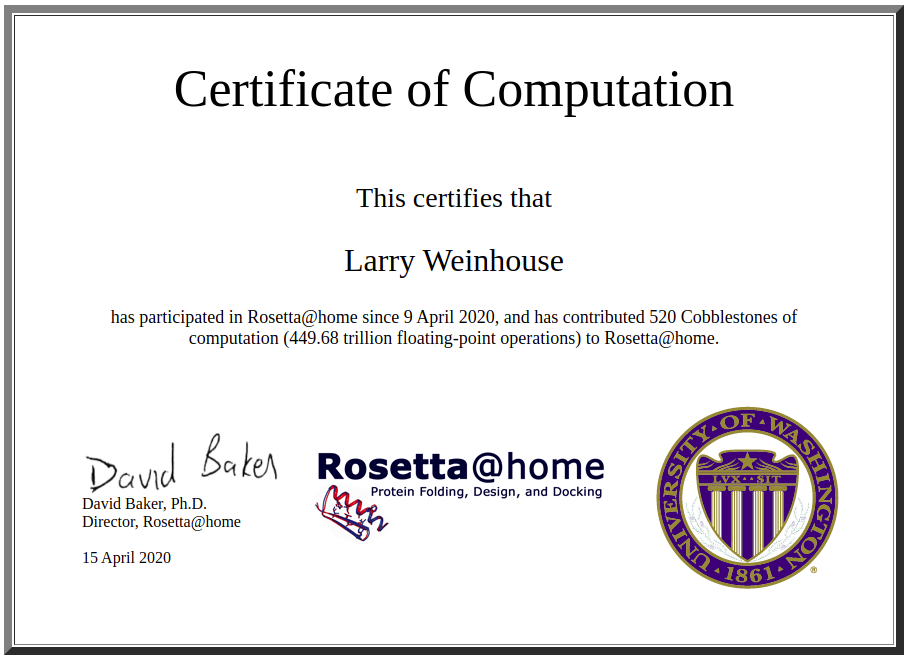 Certificate of Computation
This certifies that
Larry Weinhouse
has participated in Rosetta@home since 9 April 2020, and has contributed 520 Cobblestones of
computation (449.68 trillion floating-point operations) to Rosetta@home.
David Baker
David Baker, Ph.D.
Director, Rosetta@home
15 April 2020
Rosetta@home
Protein Folding, Design, and Docking
UNIVERSITY·OF·WASHINGTON
LVX··SIT
1861
®